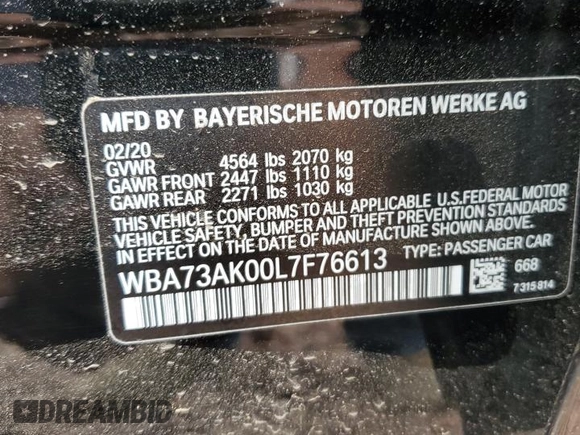 MFD BY BAYERISCHE MOTOREN WERKE AG
02/20
GVWR 4564 lbs 2070 kg
GAWR FRONT 2447 lbs 1110 kg
GAWR REAR 2271 lbs 1030 kg
THIS VEHICLE CONFORMS TO ALL APPLICABLE U.S.FEDERAL MOTOR
VEHICLE SAFETY, BUMPER AND THEFT PREVENTION STANDARDS
IN EFFECT ON THE DATE OF MANUFACTURE SHOWN ABOVE.
WBA73AK00L7F76613 TYPE: PASSENGER CAR
668
7 315 814
DREAMBID